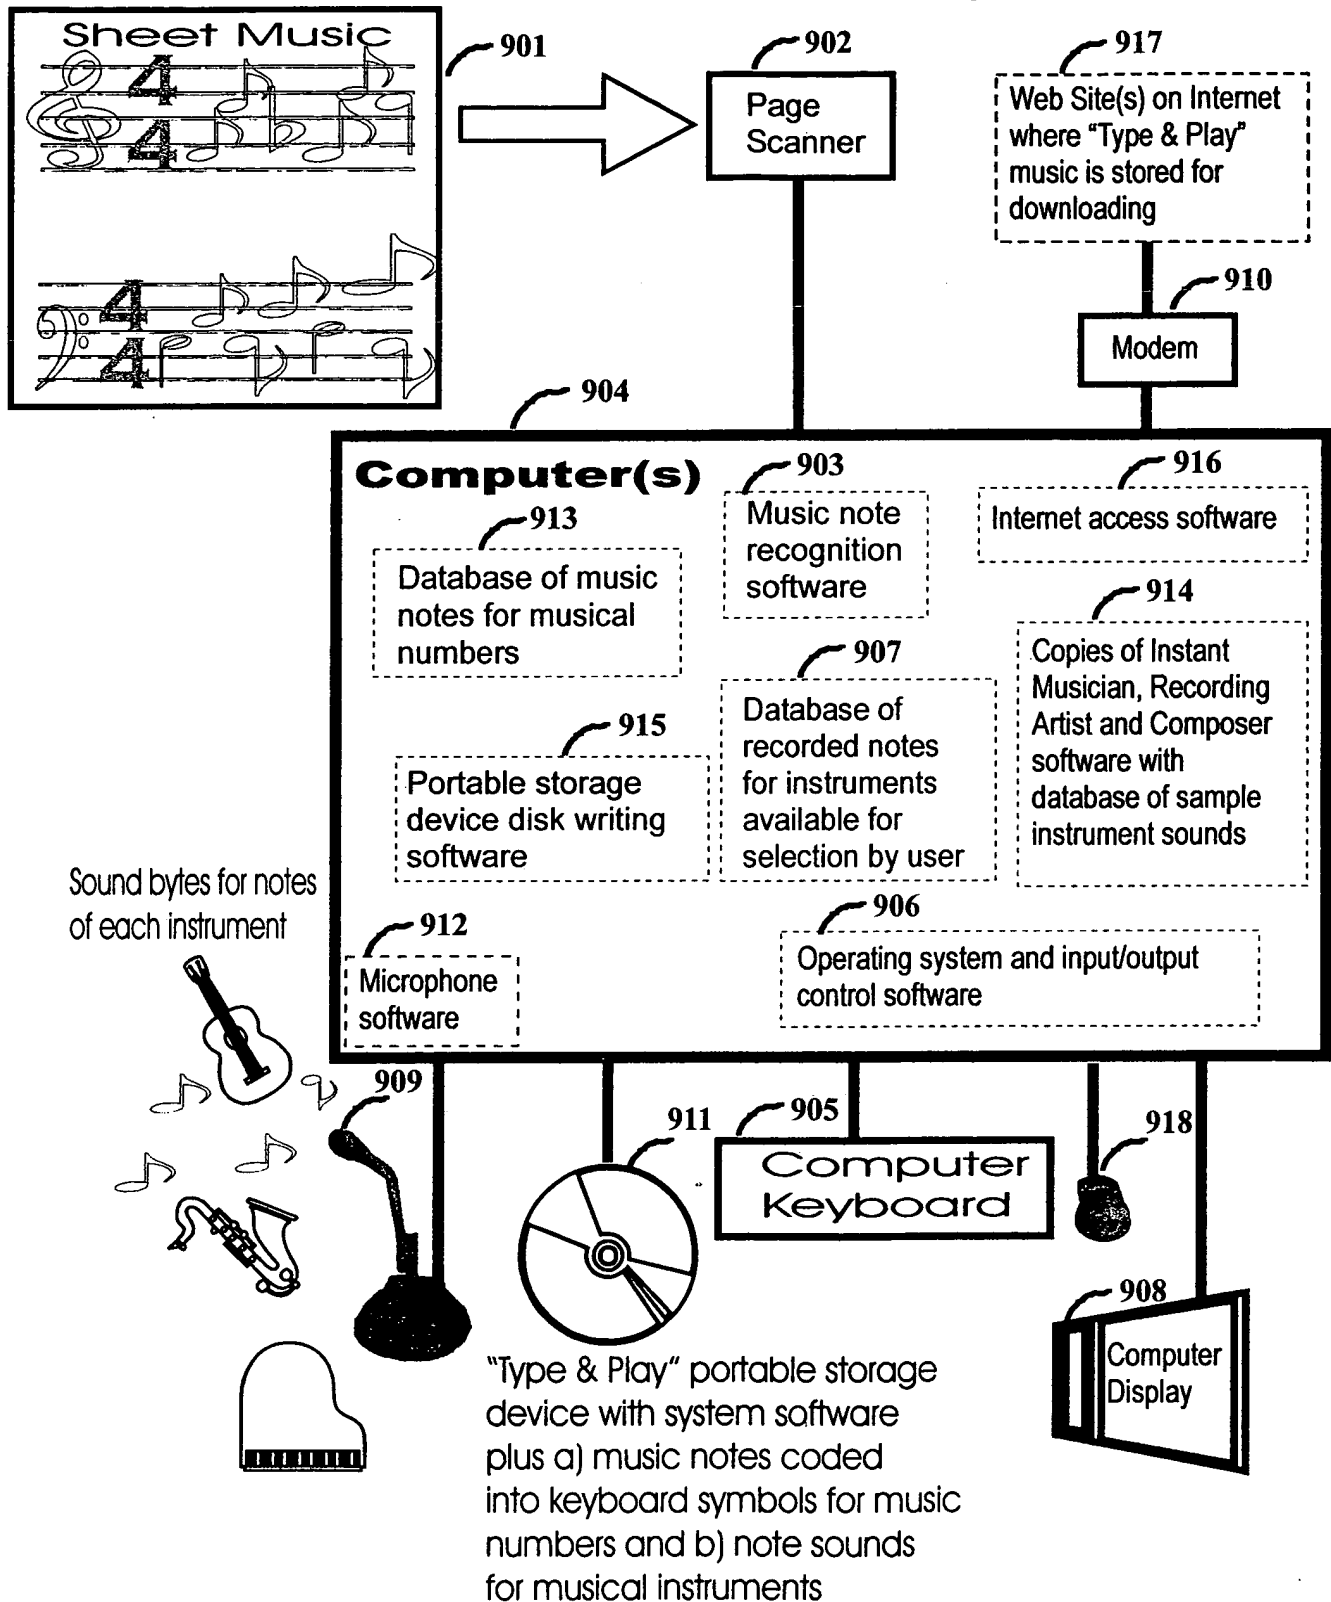 Sheet Music
4
4
4
4
901
902
Page
Scanner
917
Web Site(s) on Internet
where "Type & Play"
music is stored for
downloading
910
Modem
904
Computer(s)
903
Music note
recognition
software
916
Internet access software
913
Database of music
notes for musical
numbers
914
Copies of Instant
Musician, Recording
Artist and Composer
software with
database of sample
instrument sounds
907
Database of
recorded notes
for instruments
available for
selection by user
915
Portable storage
device disk writing
software
Sound bytes for notes
of each instrument
912
Microphone
software
906
Operating system and input/output
control software
909
911
905
Computer
Keyboard
918
908
Computer
Display
"Type & Play" portable storage
device with system software
plus a) music notes coded
into keyboard symbols for music
numbers and b) note sounds
for musical instruments